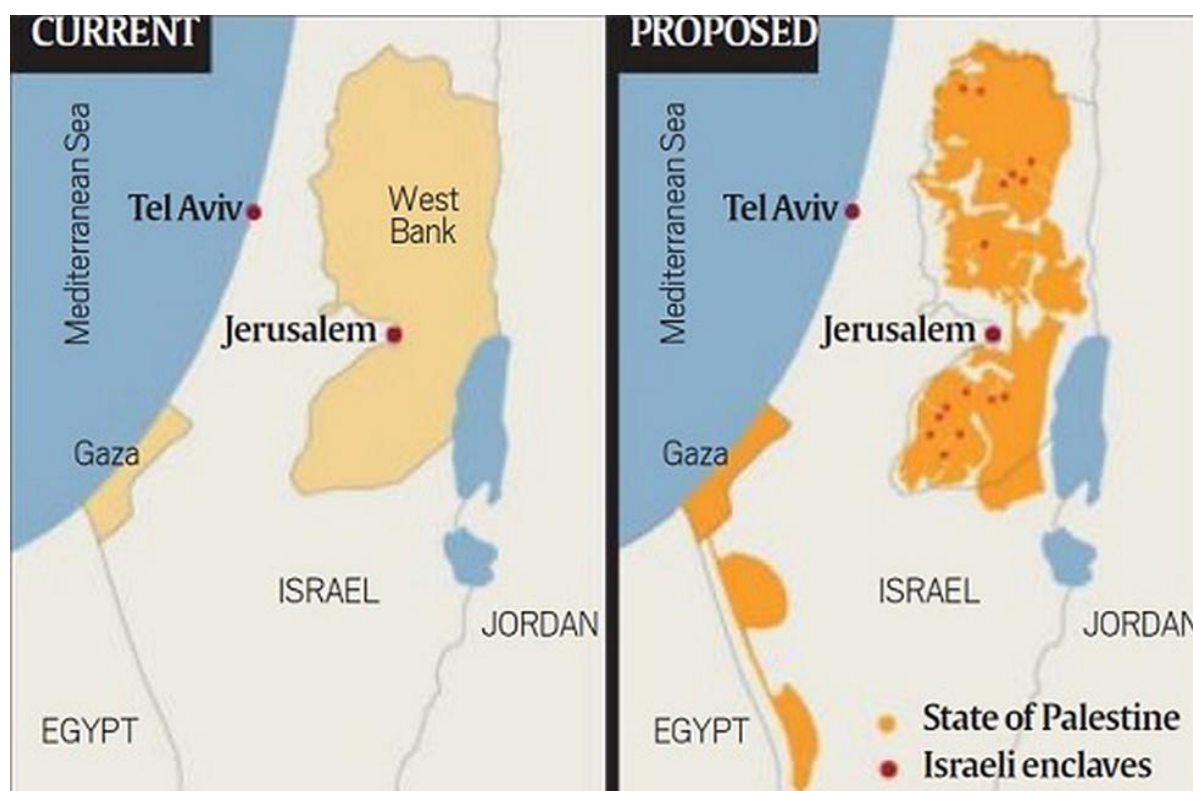 CURRENT
Mediterranean Sea
Tel Aviv
West
Bank
Jerusalem
Gaza
ISRAEL
JORDAN
EGYPT
PROPOSED
Mediterranean Sea
Tel Aviv
Jerusalem
Gaza
ISRAEL
JORDAN
EGYPT
State of Palestine
Israeli enclaves